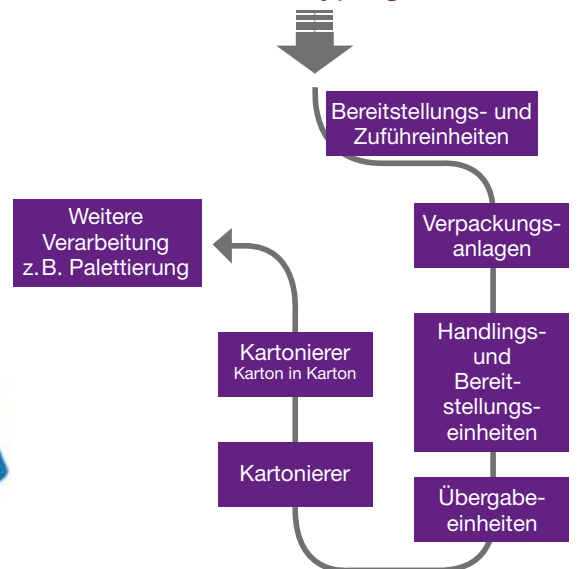 Bereitstellungs- und
Zuführeinheiten
Verpackungs-
anlagen
Handlings-
und
Bereit-
stellungs-
einheiten
Übergabe-
einheiten
Kartonierer
Kartonierer
Karton in Karton
Weitere
Verarbeitung
z. B. Palettierung